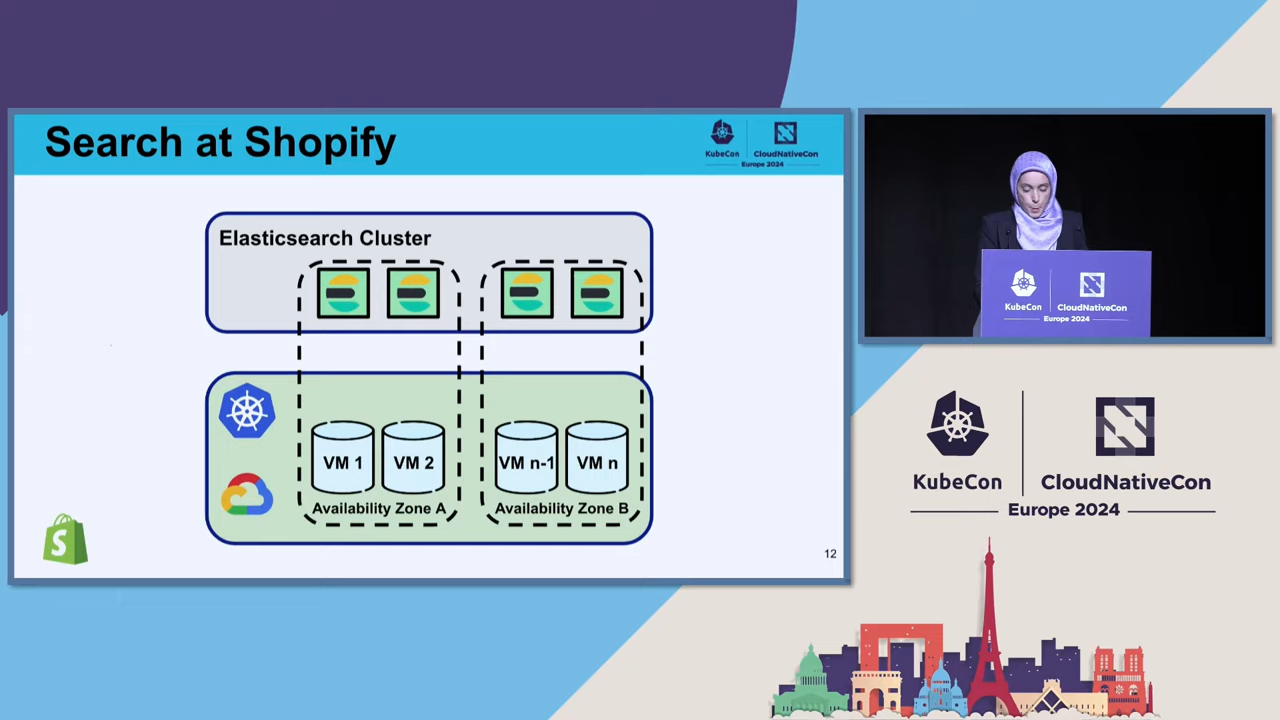 Search at Shopify
KubeCon
CloudNativeCon
Europe 2024
Elasticsearch Cluster
VM 1
VM 2
VM n-1
VM n
Availability Zone A
Availability Zone B
S
12
KubeCon
CloudNativeCon
Europe 2024
KubeCon
CloudNativeCon
Europe 2024